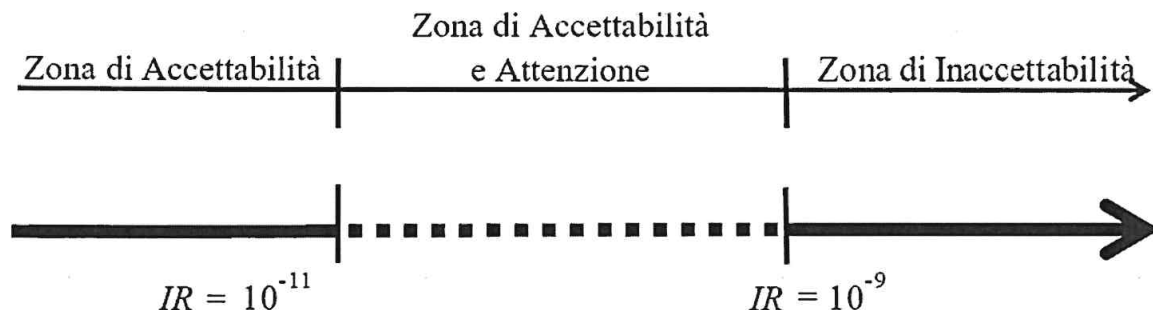 Zona di Accettabilità
Zona di Accettabilità
e Attenzione
Zona di Inaccettabilità
IR = 10⁻¹¹
IR = 10⁻⁹